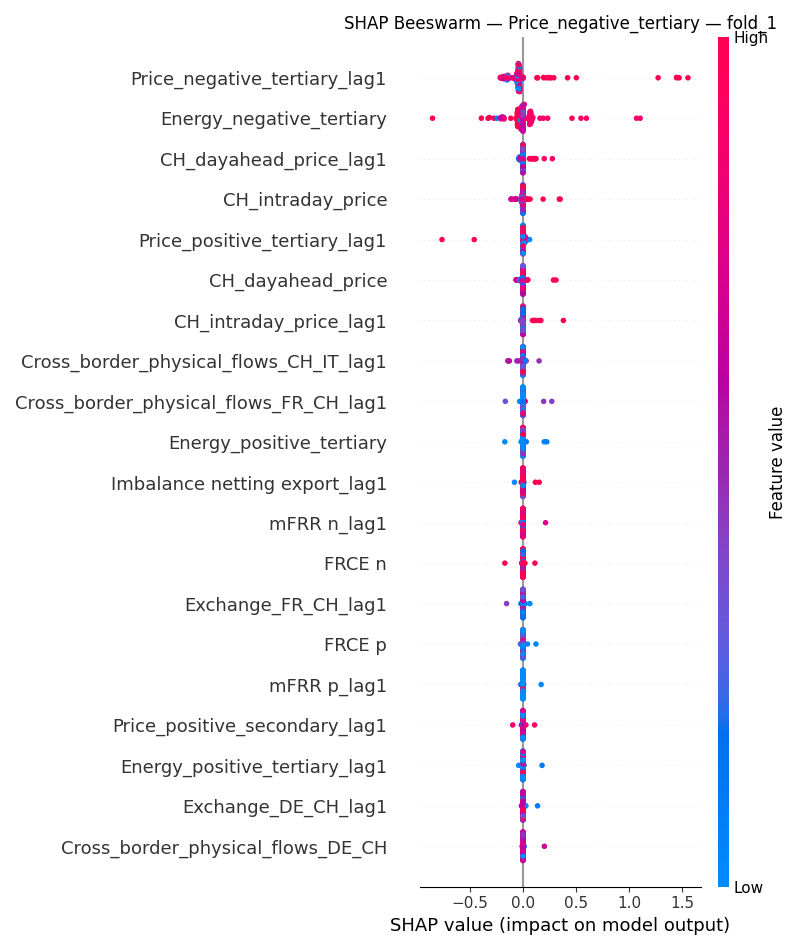 SHAP Beeswarm — Price_negative_tertiary — fold_1
High
Price_negative_tertiary_lag1
Energy_negative_tertiary
CH_dayahead_price_lag1
CH_intraday_price
Price_positive_tertiary_lag1
CH_dayahead_price
CH_intraday_price_lag1
Cross_border_physical_flows_CH_IT_lag1
Cross_border_physical_flows_FR_CH_lag1
Energy_positive_tertiary
Imbalance netting export_lag1
mFRR n_lag1
FRCE n
Exchange_FR_CH_lag1
FRCE p
mFRR p_lag1
Price_positive_secondary_lag1
Energy_positive_tertiary_lag1
Exchange_DE_CH_lag1
Cross_border_physical_flows_DE_CH
Feature value
Low
−0.5 0.0 0.5 1.0 1.5
SHAP value (impact on model output)